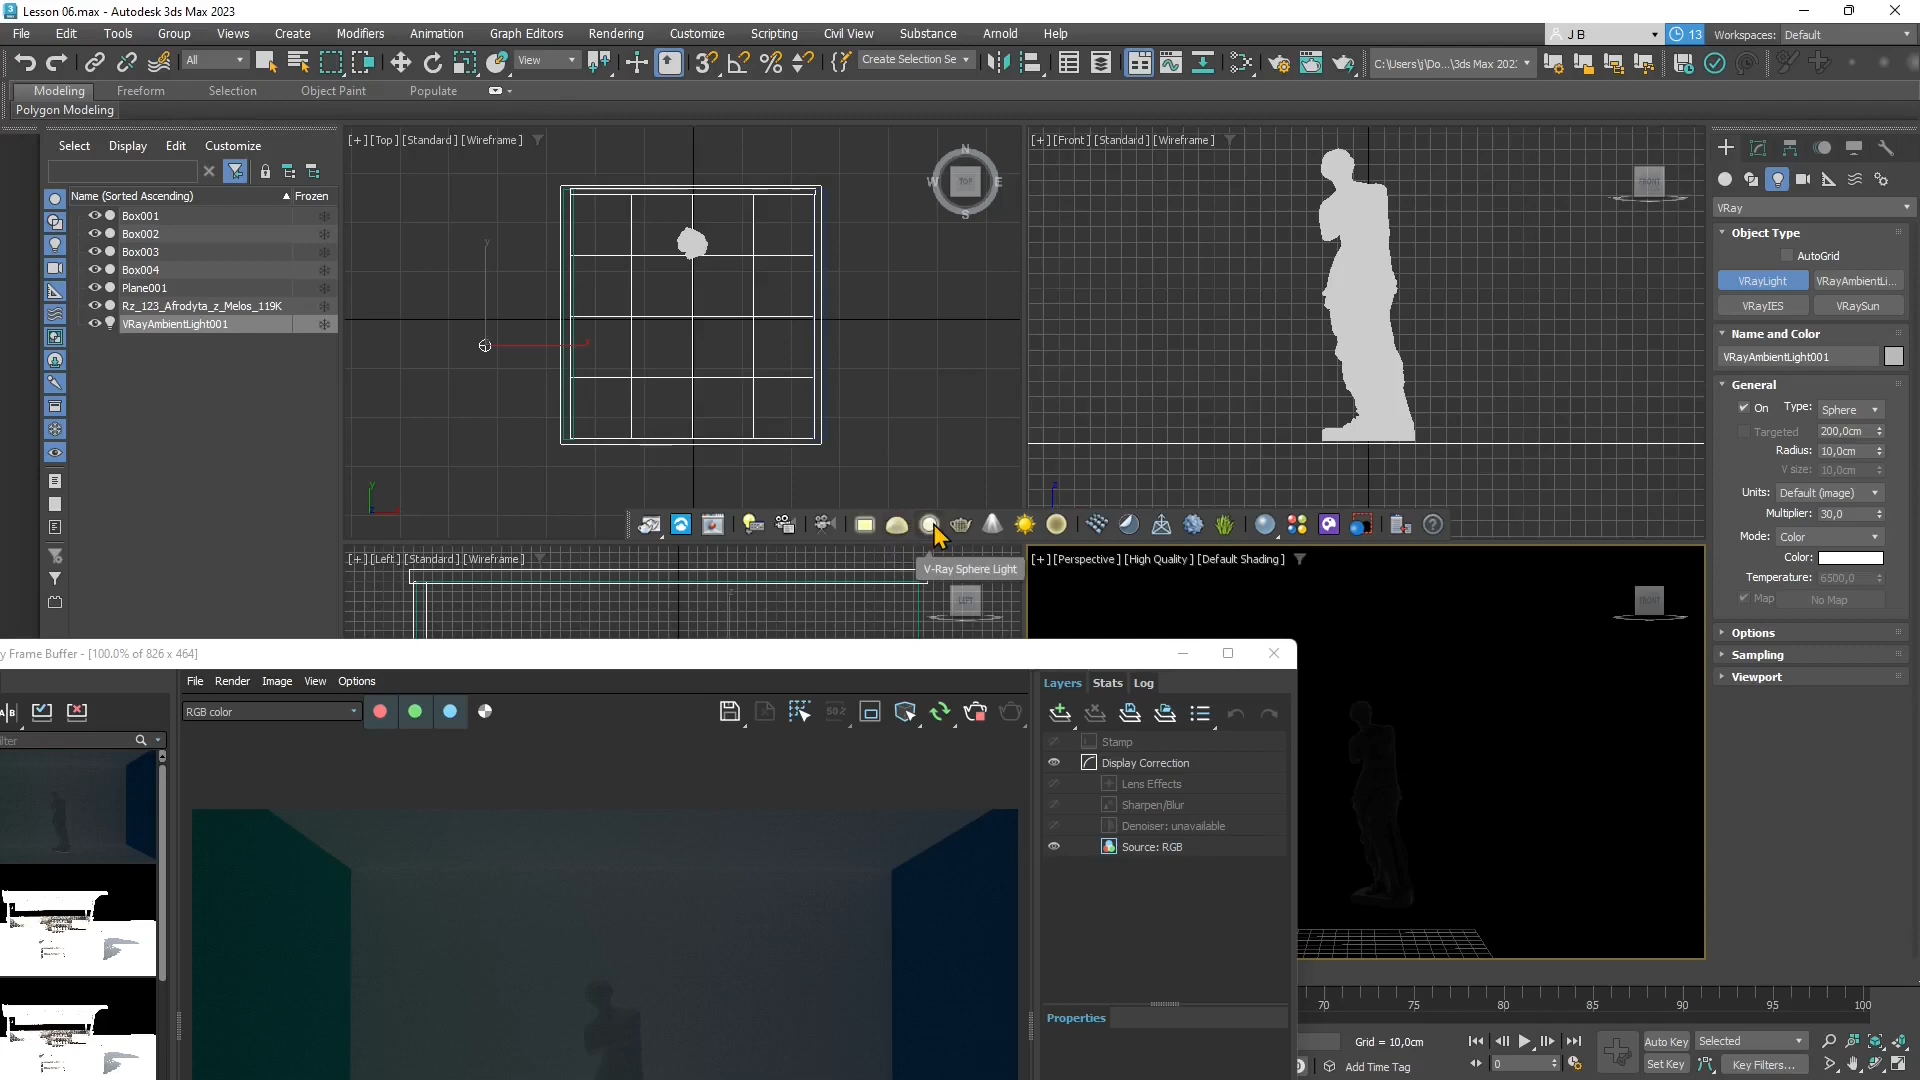 Lesson 06.max - Autodesk 3ds Max 2023
File Edit Tools Group Views Create Modifiers Animation Graph Editors Rendering Customize Scripting Civil View Substance Arnold Help
J B 13 Workspaces: Default
All View Create Selection Se C:\Users\j\Do...\3ds Max 202
Modeling Freeform Selection Object Paint Populate
Polygon Modeling
Select Display Edit Customize
Name (Sorted Ascending) Frozen
Box001
Box002
Box003
Box004
Plane001
Rz_123_Afrodyta_z_Melos_119K
VRayAmbientLight001
[+] [Top] [Standard] [Wireframe]
N
W TOP E
S
y
x
[+] [Front] [Standard] [Wireframe]
FRONT
V-Ray Sphere Light
[+] [Left] [Standard] [Wireframe]
LEFT
[+] [Perspective] [High Quality] [Default Shading]
FRONT
VRay
Object Type
AutoGrid
VRayLight VRayAmbientLi...
VRayIES VRaySun
Name and Color
VRayAmbientLight001
General
On Type: Sphere
Targeted 200,0cm
Radius: 10,0cm
V size: 10,0cm
Units: Default (image)
Multiplier: 30,0
Mode: Color
Color:
Temperature: 6500,0
Map No Map
Options
Sampling
Viewport
y Frame Buffer - [100.0% of 826 x 464]
File Render Image View Options
RGB color
50%
A B
ilter
Layers Stats Log
Stamp
Display Correction
Lens Effects
Sharpen/Blur
Denoiser: unavailable
Source: RGB
Properties
70 75 80 85 90 95 100
Grid = 10,0cm
Add Time Tag
0
Auto Key Selected
Set Key Key Filters...